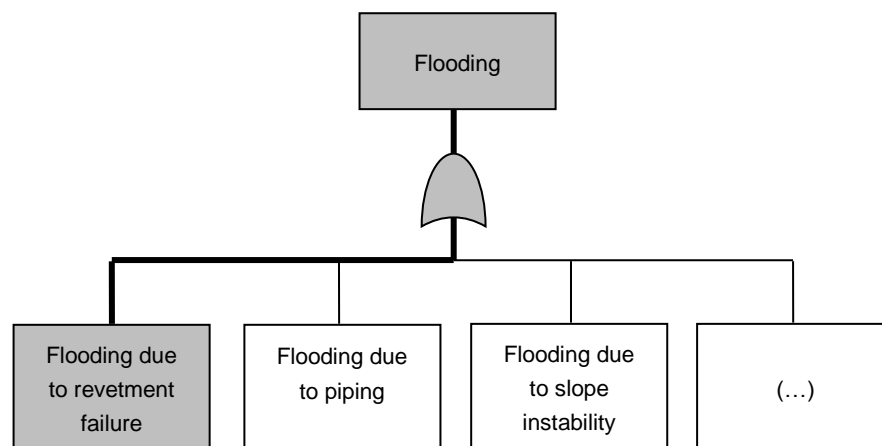 Flooding
Flooding due
to revetment
failure
Flooding due
to piping
Flooding due
to slope
instability
(…)